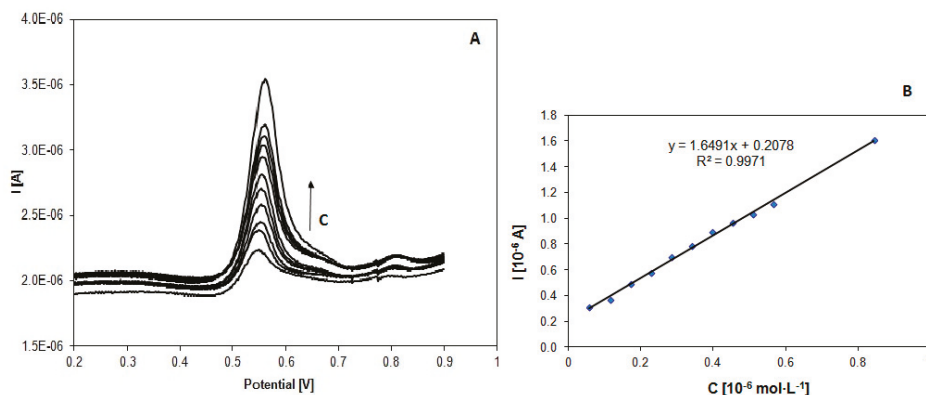 A
I [A]
4.0E-06
3.5E-06
3.0E-06
2.5E-06
2.0E-06
1.5E-06
C
0.2
0.3
0.4
0.5
0.6
0.7
0.8
0.9
1
Potential [V]
B
I [10⁻⁶ A]
1.8
1.6
1.4
1.2
1.0
0.8
0.6
0.4
0.2
0.0
y = 1.6491x + 0.2078
R² = 0.9971
0
0.2
0.4
0.6
0.8
C [10⁻⁶ mol·L⁻¹]